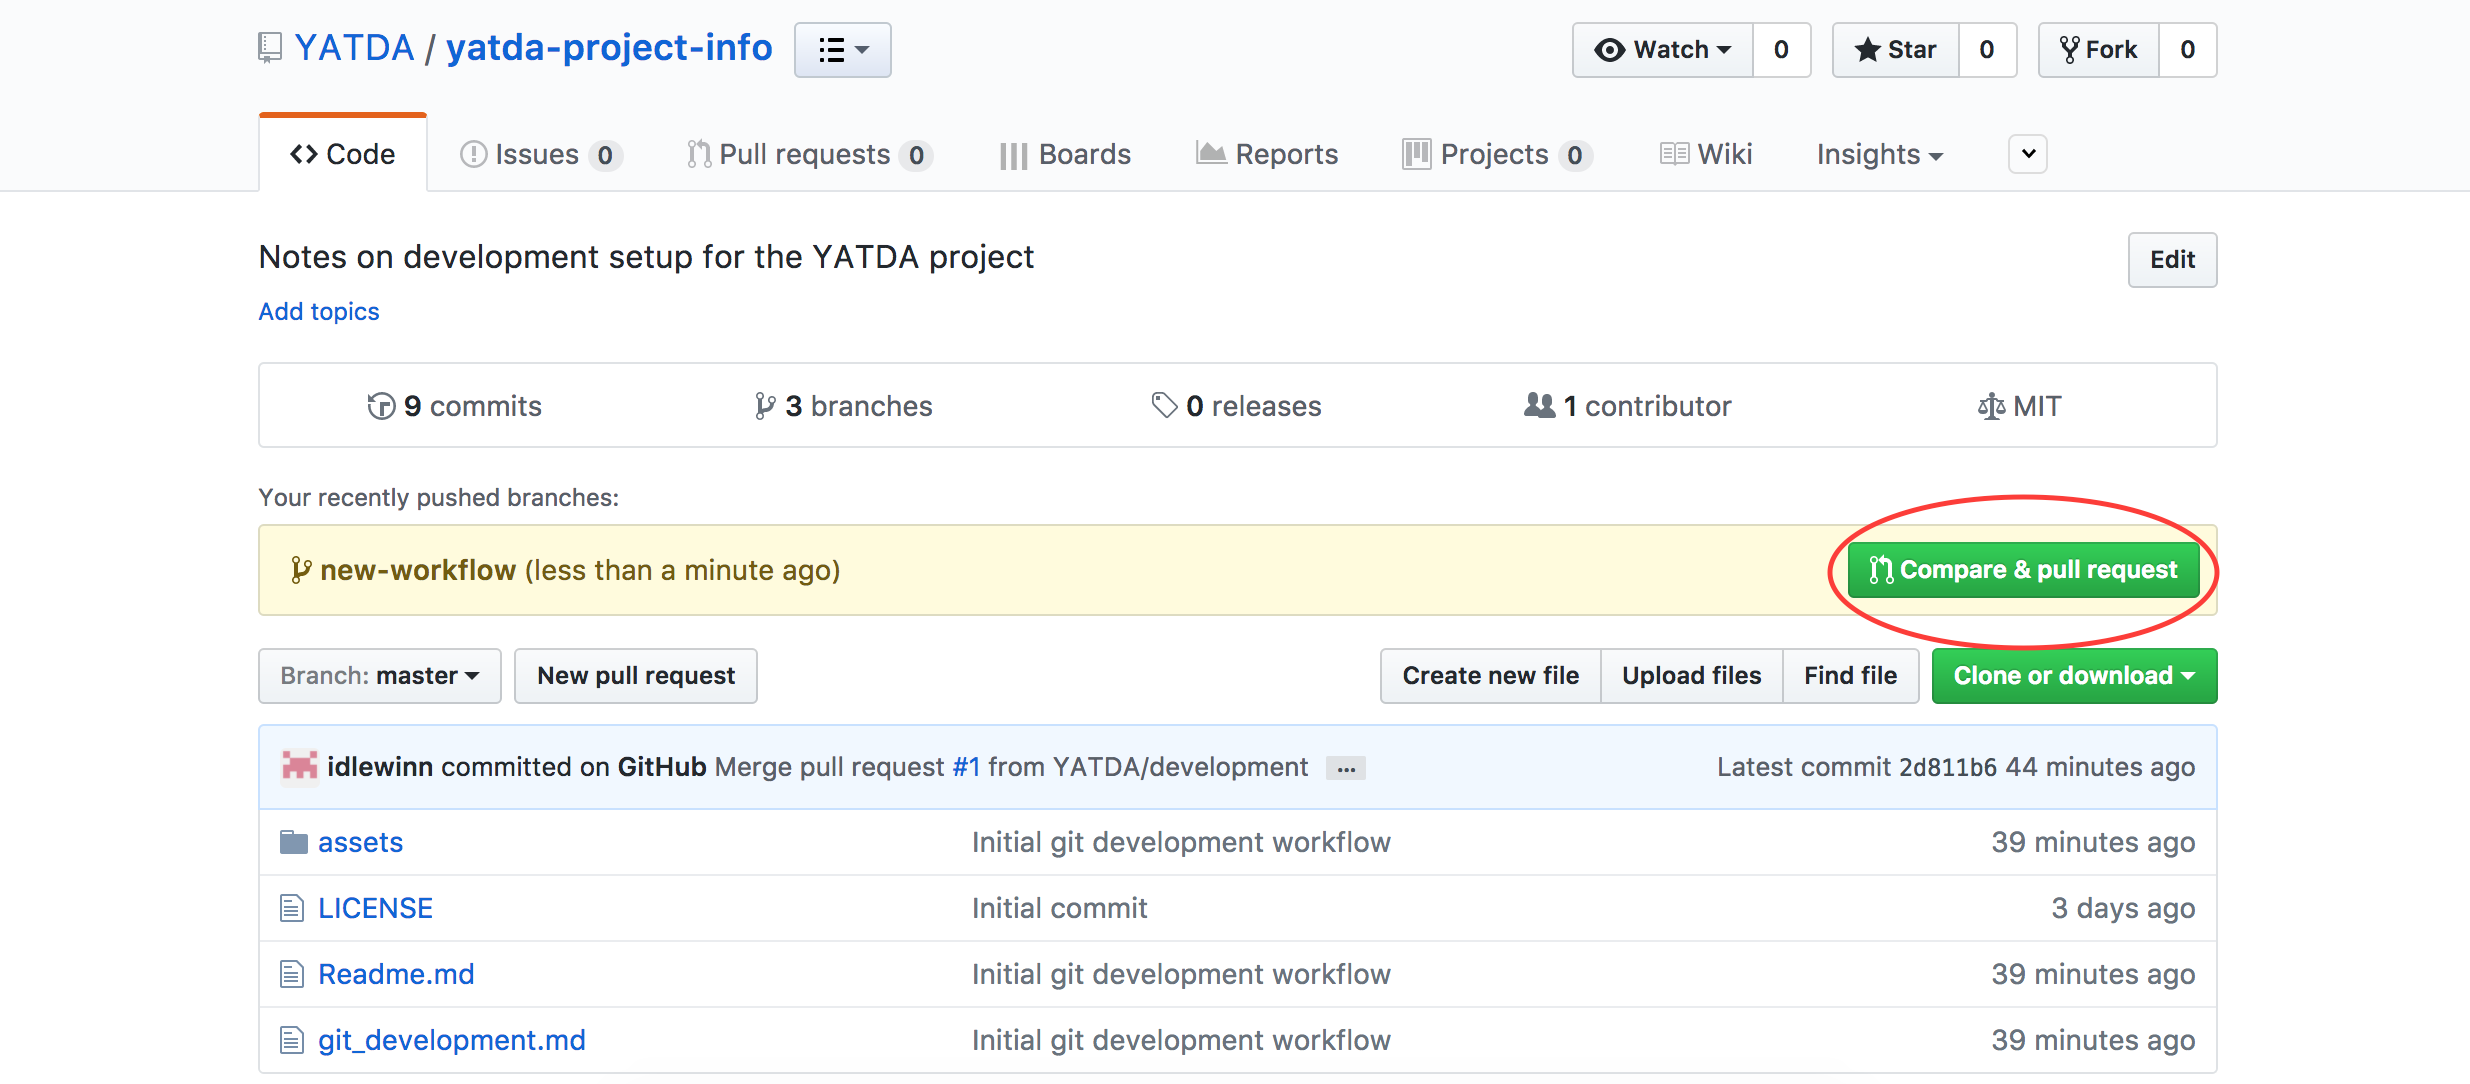 YATDA / yatda-project-info
Watch 0 Star 0 Fork 0
Code Issues 0 Pull requests 0 Boards Reports Projects 0 Wiki Insights
Notes on development setup for the YATDA project
Edit
Add topics
9 commits 3 branches 0 releases 1 contributor MIT
Your recently pushed branches:
new-workflow (less than a minute ago) Compare & pull request
Branch: master New pull request Create new file Upload files Find file Clone or download
idlewinn committed on GitHub Merge pull request #1 from YATDA/development ... Latest commit 2d811b6 44 minutes ago
assets Initial git development workflow 39 minutes ago
LICENSE Initial commit 3 days ago
Readme.md Initial git development workflow 39 minutes ago
git_development.md Initial git development workflow 39 minutes ago